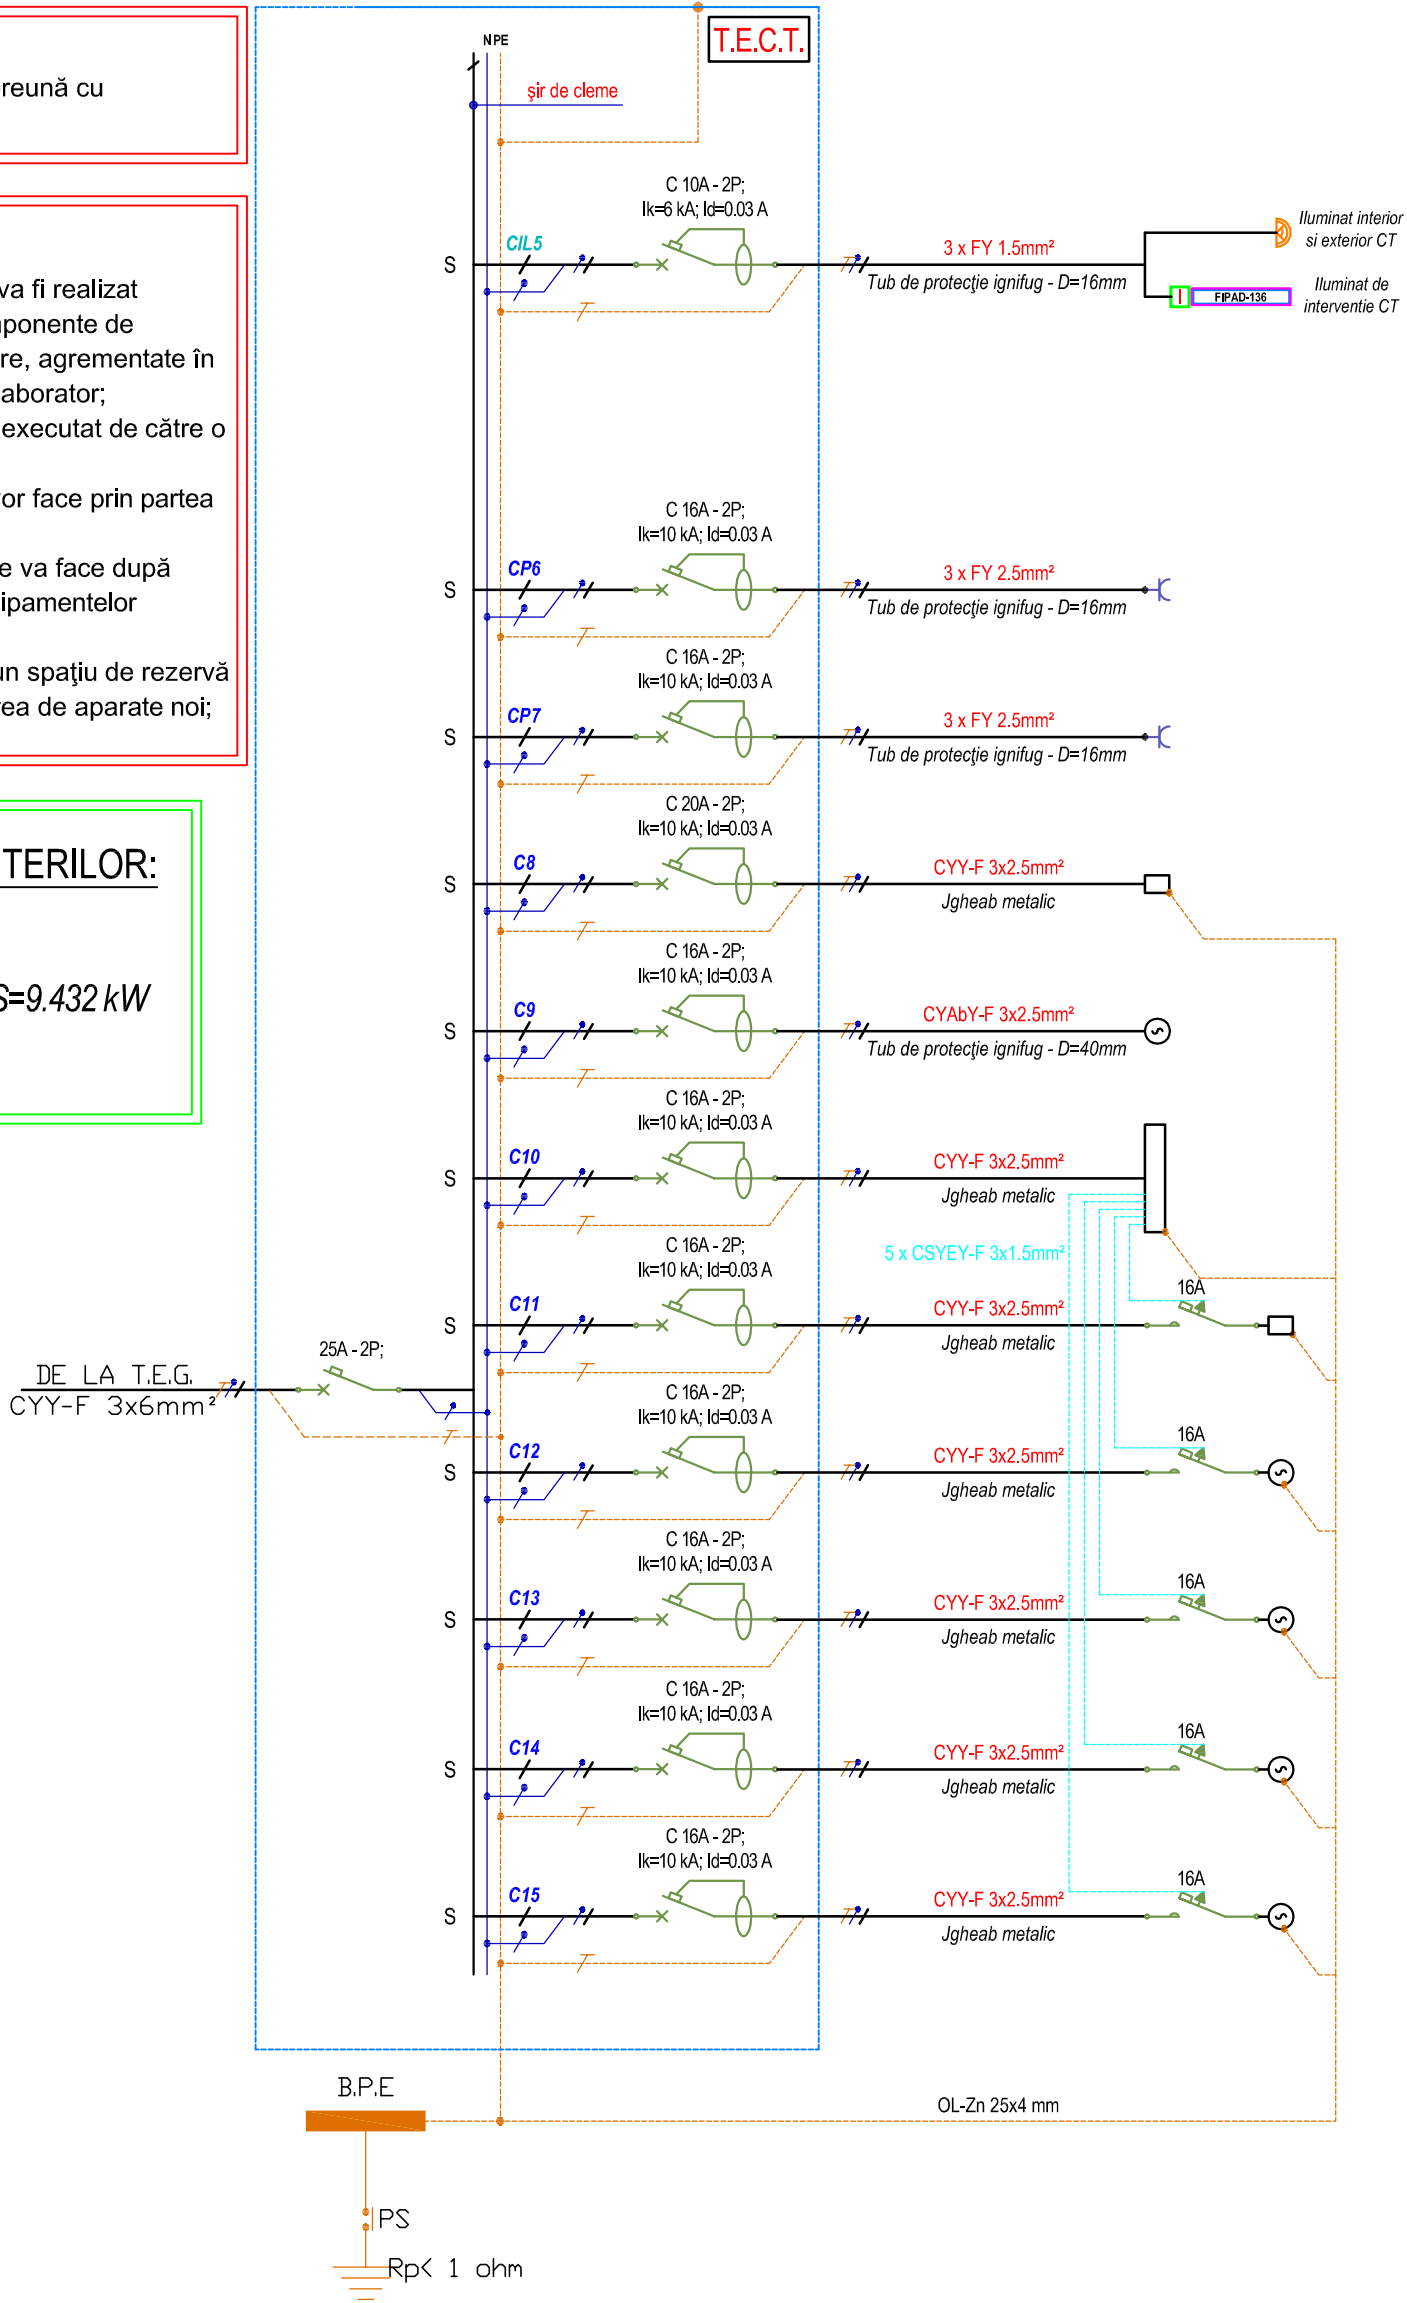 reună cu
va fi realizat
mponente de
re, agrementate în
laborator;
executat de către o
vor face prin partea
e va face după
hipamentelor
un spaţiu de rezervă
rea de aparate noi;
TERILOR:
S=9.432 kW
T.E.C.T.
N PE
şir de cleme
C 10A - 2P;
Ik=6 kA; Id=0.03 A
CIL5
S
3 x FY 1.5mm²
Tub de protecţie ignifug - D=16mm
Iluminat interior
si exterior CT
FIPAD-136
Iluminat de
interventie CT
C 16A - 2P;
Ik=10 kA; Id=0.03 A
CP6
S
3 x FY 2.5mm²
Tub de protecţie ignifug - D=16mm
C 16A - 2P;
Ik=10 kA; Id=0.03 A
CP7
S
3 x FY 2.5mm²
Tub de protecţie ignifug - D=16mm
C 20A - 2P;
Ik=10 kA; Id=0.03 A
C8
S
CYY-F 3x2.5mm²
Jgheab metalic
C 16A - 2P;
Ik=10 kA; Id=0.03 A
C9
S
CYAbY-F 3x2.5mm²
Tub de protecţie ignifug - D=40mm
C 16A - 2P;
Ik=10 kA; Id=0.03 A
C10
S
CYY-F 3x2.5mm²
Jgheab metalic
5 x CSYEY-F 3x1.5mm²
C 16A - 2P;
Ik=10 kA; Id=0.03 A
C11
S
CYY-F 3x2.5mm²
Jgheab metalic
16A
25A - 2P;
DE LA T.E.G.
CYY-F 3x6mm²
C 16A - 2P;
Ik=10 kA; Id=0.03 A
C12
S
CYY-F 3x2.5mm²
Jgheab metalic
16A
C 16A - 2P;
Ik=10 kA; Id=0.03 A
C13
S
CYY-F 3x2.5mm²
Jgheab metalic
16A
C 16A - 2P;
Ik=10 kA; Id=0.03 A
C14
S
CYY-F 3x2.5mm²
Jgheab metalic
16A
C 16A - 2P;
Ik=10 kA; Id=0.03 A
C15
S
CYY-F 3x2.5mm²
Jgheab metalic
16A
B.P.E
OL-Zn 25x4 mm
PS
Rp< 1 ohm